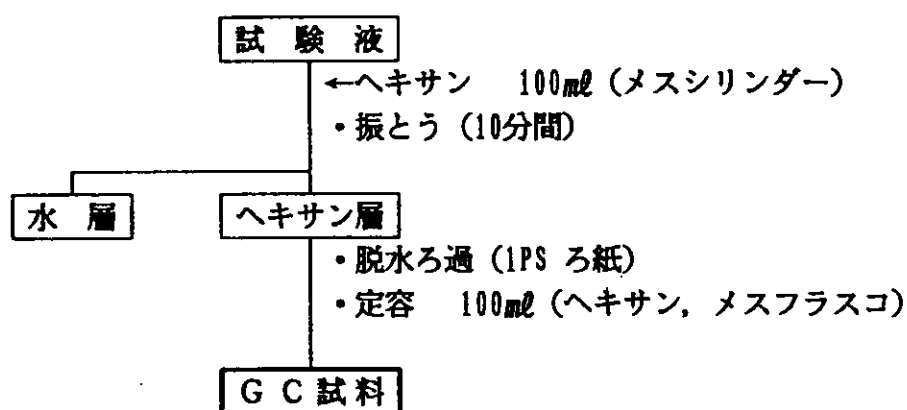 試験液
←ヘキサン 100㎖(メスシリンダー)
・振とう(10分間)
水層
ヘキサン層
・脱水ろ過(1PS ろ紙)
・定容 100㎖(ヘキサン,メスフラスコ)
GC試料